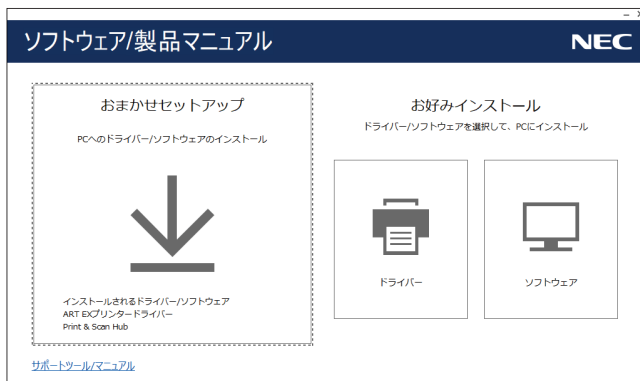 ソフトウェア/製品マニュアル
NEC
おまかせセットアップ
PCへのドライバー/ソフトウェアのインストール
インストールされるドライバー/ソフトウェア
ART EXプリンタードライバー
Print & Scan Hub
お好みインストール
ドライバー/ソフトウェアを選択して、PCにインストール
ドライバー
ソフトウェア
サポートツール/マニュアル